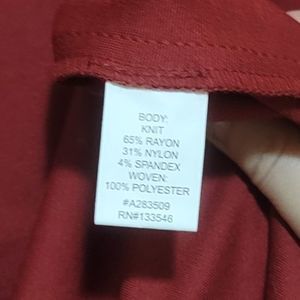 BODY:
KNIT
65% RAYON
31% NYLON
4% SPANDEX
WOVEN:
100% POLYESTER
#A283509
RN#133546